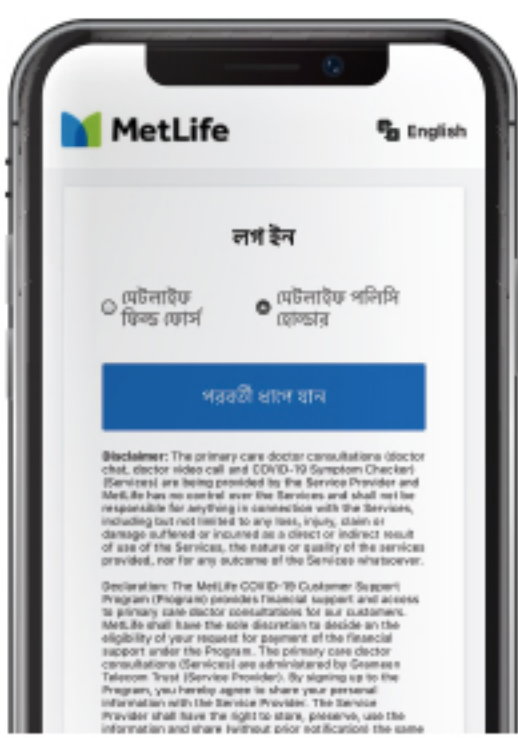 MetLife
English
লগ ইন
মেটলাইফ
ফিল্ড ফোর্স
মেটলাইফ পলিসি
হোল্ডার
পরবর্তী ধাপে যান
Disclaimer: The primary care doctor consultations (doctor
chat, doctor video call and COVID-19 Symptom Checker)
(Services) are being provided by the Service Provider and
MetLife has no control over the Services and shall not be
responsible for anything in connection with the Services,
including but not limited to any loss, injury, claim or
damage suffered or incurred as a direct or indirect result
of use of the Services, the nature or quality of the services
provided, nor for any outcome of the Services whatsoever.
Declaration: The MetLife COVID-19 Customer Support
Program (Program) provides financial support and access
to primary care doctor consultations for our customers.
MetLife shall have the sole discretion to decide on the
eligibility of your request for payment of the financial
support under the Program. The primary care doctor
consultations (Services) are administered by Grameen
Telecom Trust (Service Provider). By signing up to the
Program, you hereby agree to share your personal
information with the Service Provider. The Service
Provider shall have the right to store, preserve, use the
information and share (without prior notification) the same